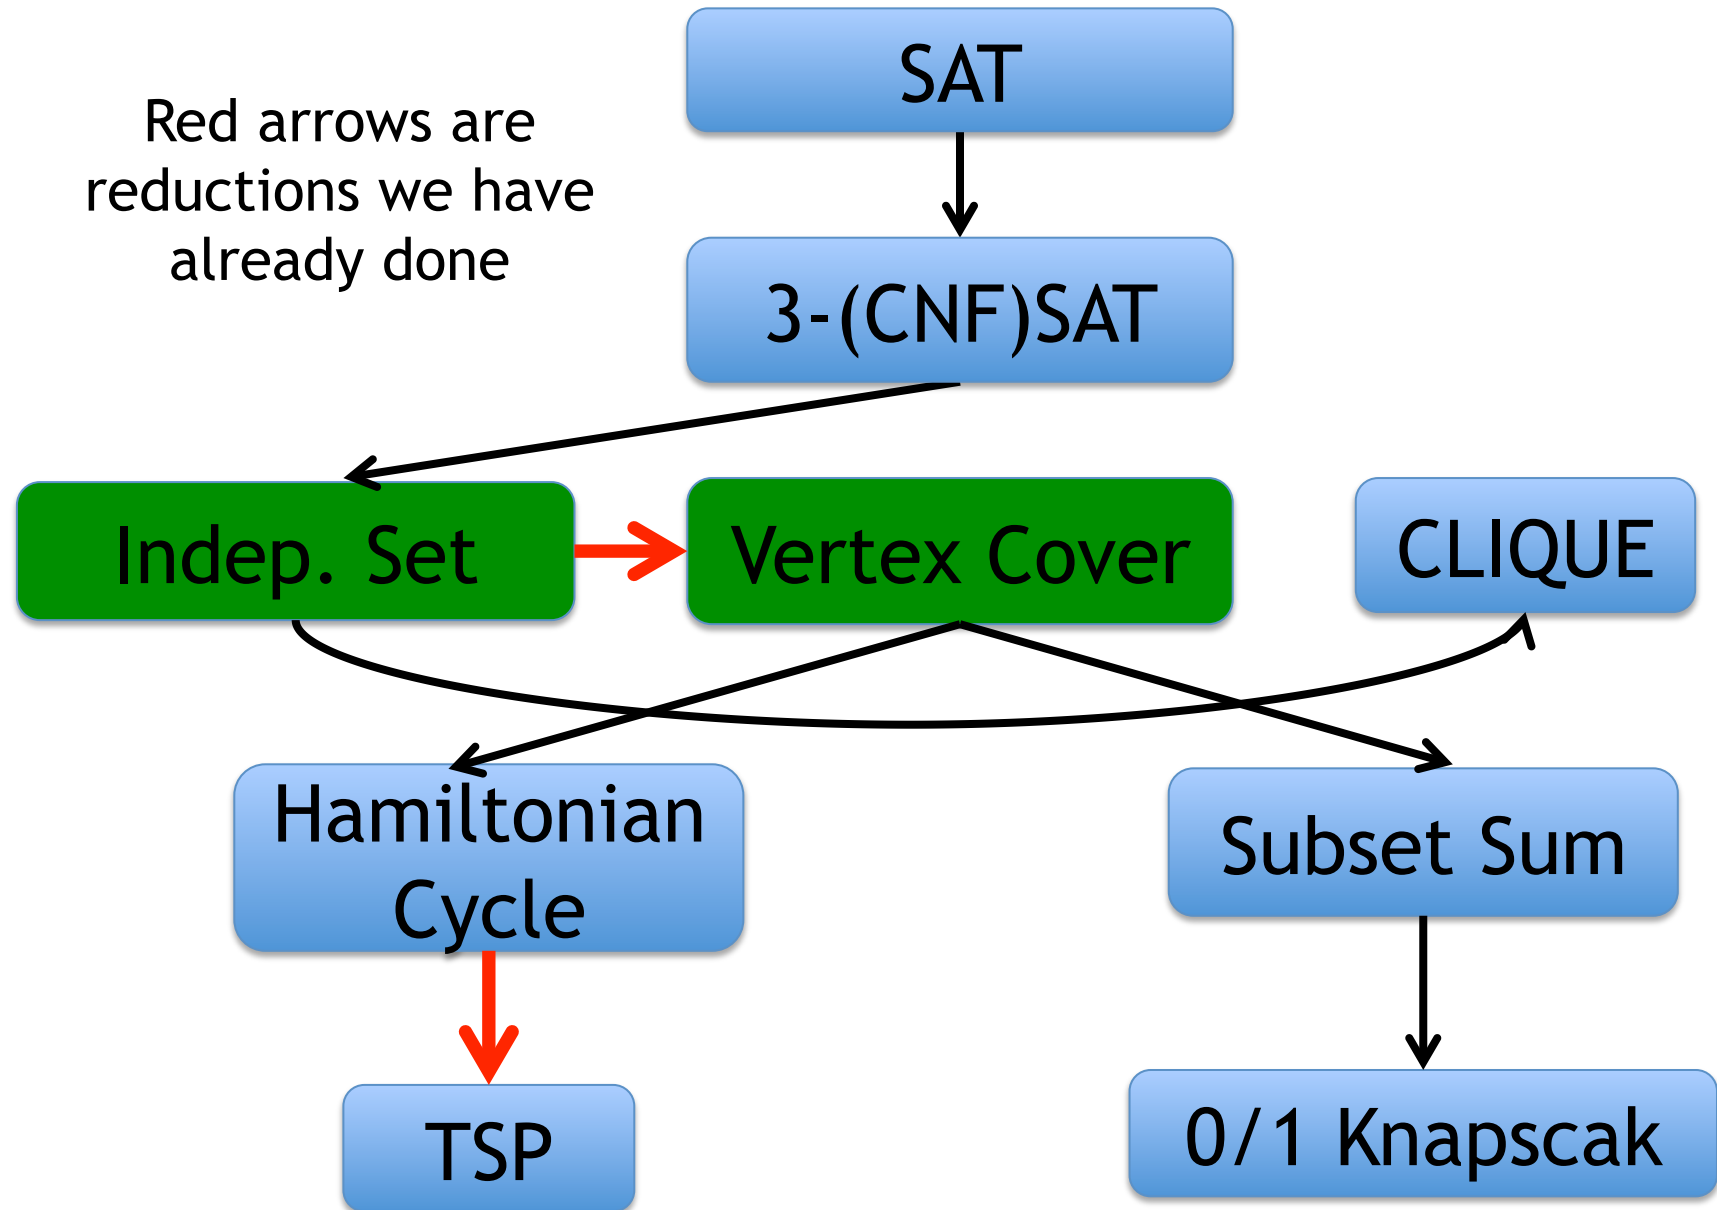 SAT
Red arrows are
reductions we have
already done
3-(CNF)SAT
Indep. Set
Vertex Cover
CLIQUE
Hamiltonian
Cycle
Subset Sum
TSP
0/1 Knapscak